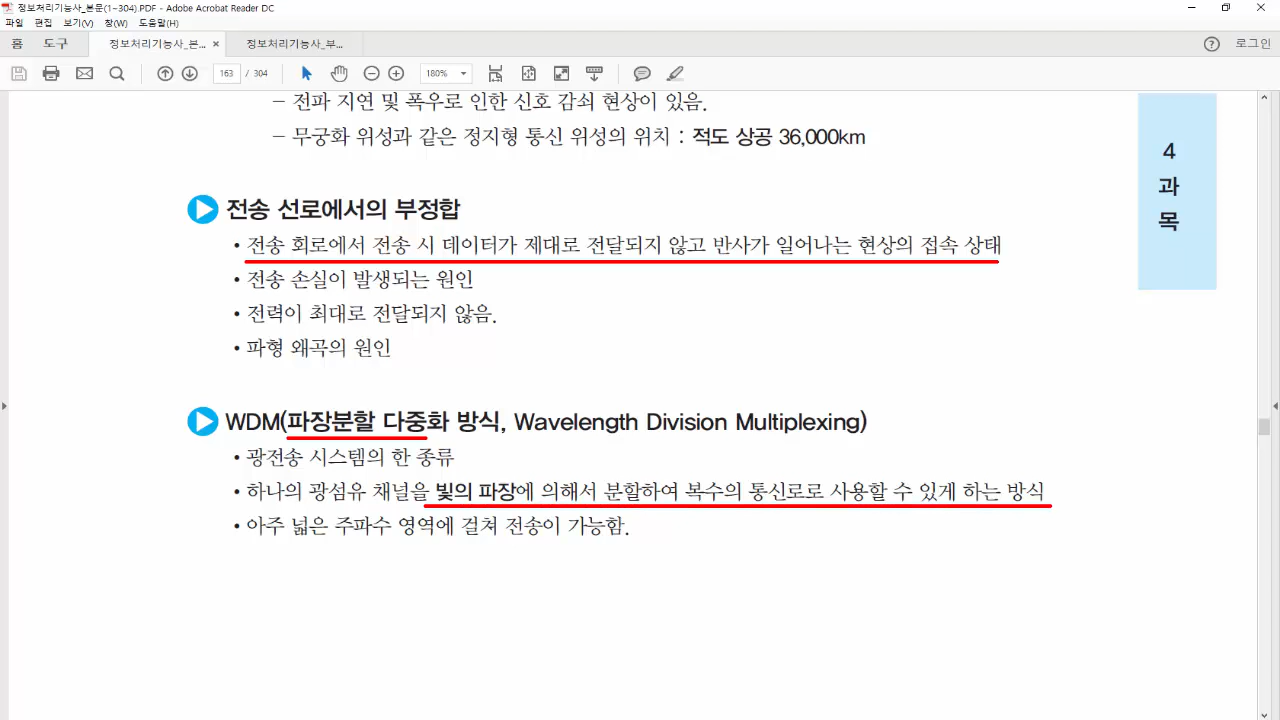 정보처리기능사_본문(1~304).PDF - Adobe Acrobat Reader DC
파일 편집 보기(V) 창(W) 도움말(H)
홈 도구 정보처리기능사_본... × 정보처리기능사_부... 로그인
163 / 304 180%
– 전파 지연 및 폭우로 인한 신호 감쇠 현상이 있음.
– 무궁화 위성과 같은 정지형 통신 위성의 위치 : 적도 상공 36,000km
4
과
목
전송 선로에서의 부정합
• 전송 회로에서 전송 시 데이터가 제대로 전달되지 않고 반사가 일어나는 현상의 접속 상태
• 전송 손실이 발생되는 원인
• 전력이 최대로 전달되지 않음.
• 파형 왜곡의 원인
WDM(파장분할 다중화 방식, Wavelength Division Multiplexing)
• 광전송 시스템의 한 종류
• 하나의 광섬유 채널을 빛의 파장에 의해서 분할하여 복수의 통신로로 사용할 수 있게 하는 방식
• 아주 넓은 주파수 영역에 걸쳐 전송이 가능함.